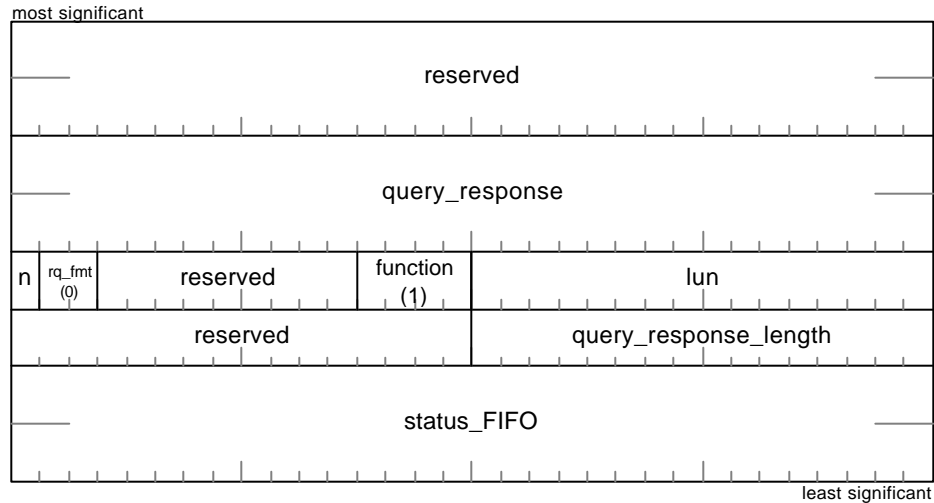 most significant
reserved
query_response
n rq_fmt (0) reserved function (1) lun
reserved query_response_length
status_FIFO
least significant